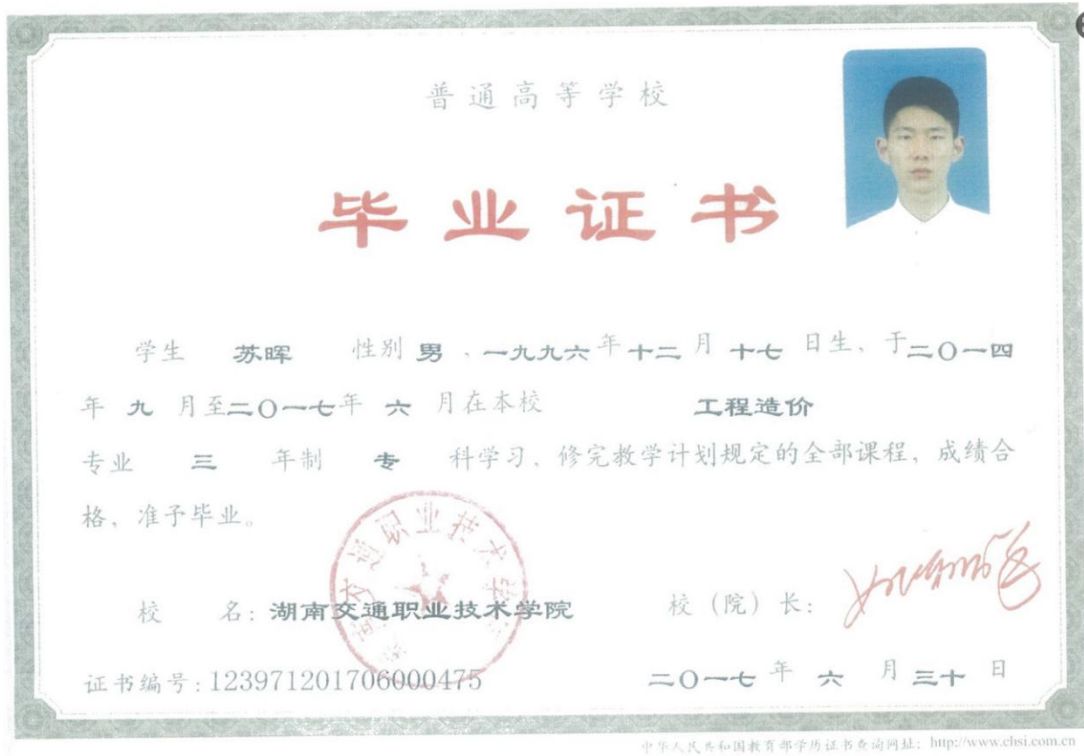 普通高等学校
毕业证书
学生 苏晖 性别 男 、一九九六 年 十二 月 十七 日生、于二〇一四
年 九 月至二〇一七年 六 月在本校 工程造价
专业 三 年制 专 科学习、修完教学计划规定的全部课程，成绩合
格、准予毕业。
校 名：湖南交通职业技术学院 校（院）长：
证书编号：123971201706000475 二〇一七 年 六 月 三十 日
中华人民共和国教育部学历证书查询网址：http://www.chsi.com.cn